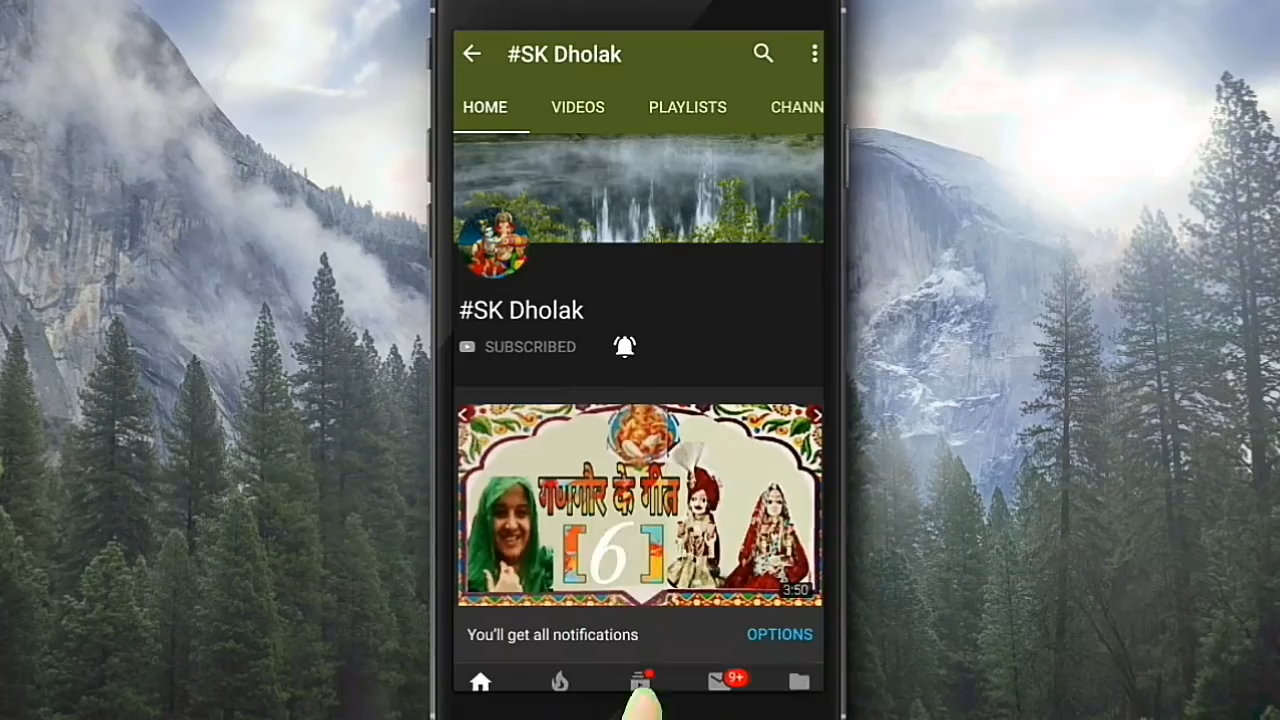 #SK Dholak
HOME VIDEOS PLAYLISTS CHANN
#SK Dholak
SUBSCRIBED
गणगौर के गीत
[6]
3:50
You'll get all notifications OPTIONS
9+